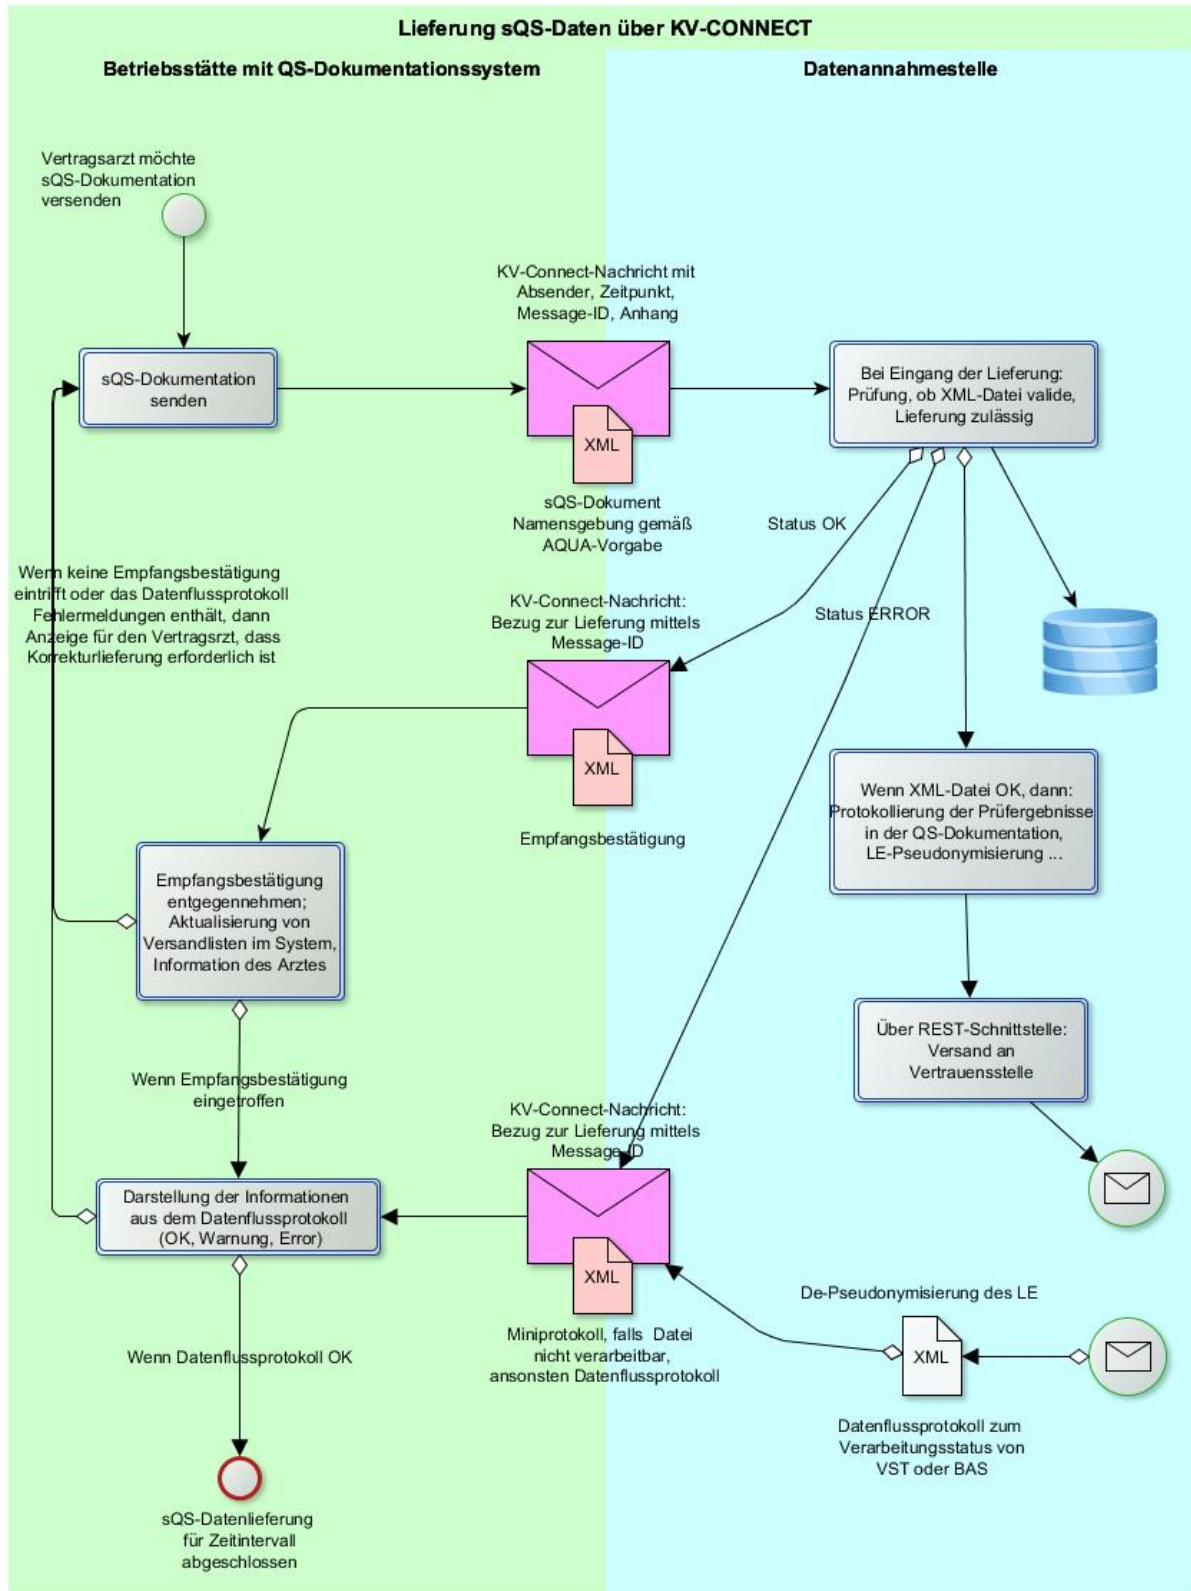 Lieferung sQS-Daten über KV-CONNECT
Betriebsstätte mit QS-Dokumentationssystem
Datenannahmestelle
Vertragsarzt möchte
sQS-Dokumentation
versenden
KV-Connect-Nachricht mit
Absender, Zeitpunkt,
Message-ID, Anhang
sQS-Dokumentation
senden
XML
Bei Eingang der Lieferung:
Prüfung, ob XML-Datei valide,
Lieferung zulässig
sQS-Dokument
Namensgebung gemäß
AQUA-Vorgabe
Status OK
Status ERROR
Wenn keine Empfangsbestätigung
eintrifft oder das Datenflussprotokoll
Fehlermeldungen enthält, dann
Anzeige für den Vertragsrzt, dass
Korrekturlieferung erforderlich ist
KV-Connect-Nachricht:
Bezug zur Lieferung mittels
Message-ID
XML
Empfangsbestätigung
Wenn XML-Datei OK, dann:
Protokollierung der Prüfergebnisse
in der QS-Dokumentation,
LE-Pseudonymisierung ...
Empfangsbestätigung
entgegennehmen;
Aktualisierung von
Versandlisten im System,
Information des Arztes
Über REST-Schnittstelle:
Versand an
Vertrauensstelle
Wenn Empfangsbestätigung
eingetroffen
KV-Connect-Nachricht:
Bezug zur Lieferung mittels
Message-ID
Darstellung der Informationen
aus dem Datenflussprotokoll
(OK, Warnung, Error)
XML
Miniprotokoll, falls Datei
nicht verarbeitbar,
ansonsten Datenflussprotokoll
De-Pseudonymisierung des LE
XML
Datenflussprotokoll zum
Verarbeitungsstatus von
VST oder BAS
Wenn Datenflussprotokoll OK
sQS-Datenlieferung
für Zeitintervall
abgeschlossen